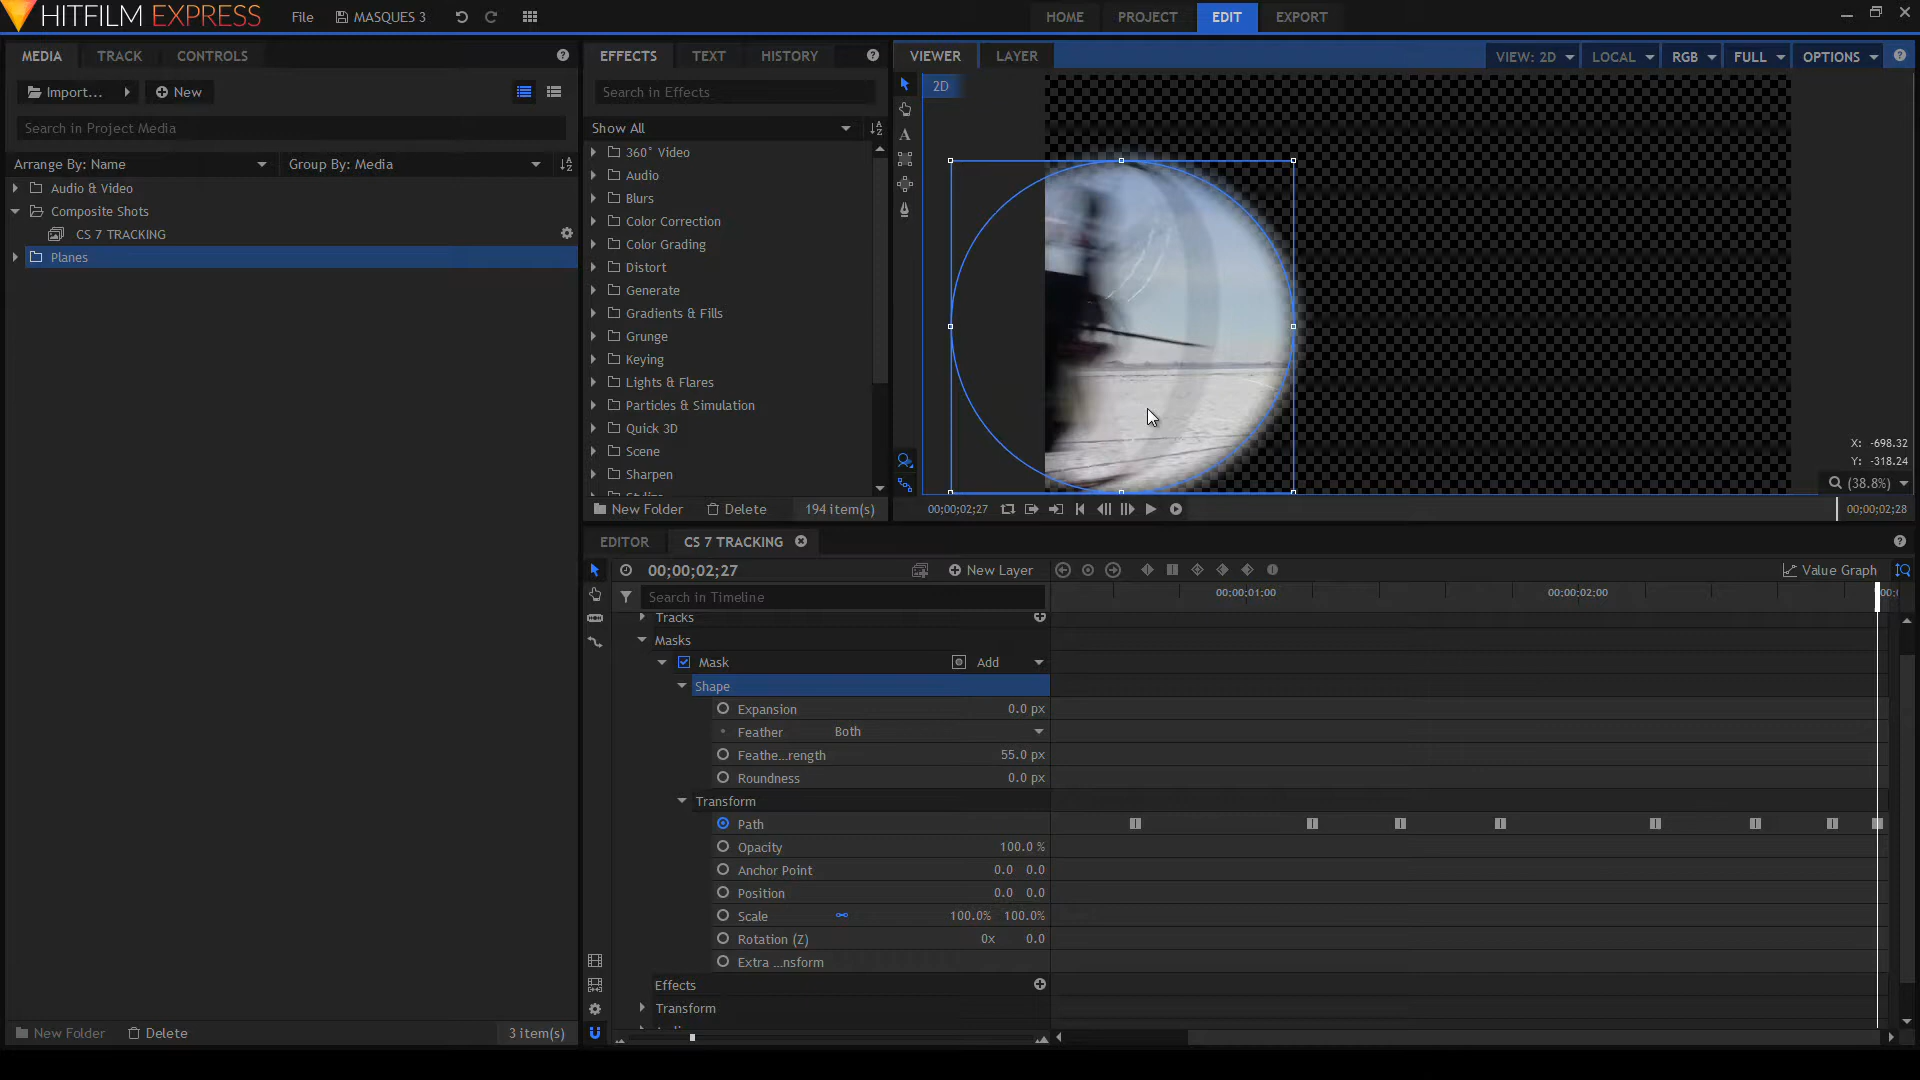 HITFILM EXPRESS File MASQUES 3 HOME PROJECT EDIT EXPORT
MEDIA TRACK CONTROLS
Import... New
Search in Project Media
Arrange By: Name Group By: Media
Audio & Video
Composite Shots
CS 7 TRACKING
Planes
New Folder Delete 3 item(s)
EFFECTS TEXT HISTORY
Search in Effects
Show All
360° Video
Audio
Blurs
Color Correction
Color Grading
Distort
Generate
Gradients & Fills
Grunge
Keying
Lights & Flares
Particles & Simulation
Quick 3D
Scene
Sharpen
New Folder Delete 194 item(s)
VIEWER LAYER VIEW: 2D LOCAL RGB FULL OPTIONS
2D
X: -698.32
Y: -318.24
(38.8%)
00;00;02;27 00;00;02;28
EDITOR CS 7 TRACKING
00;00;02;27 New Layer Value Graph
Search in Timeline 00;00;01;00 00;00;02;00
Tracks
Masks
Mask Add
Shape
Expansion 0.0 px
Feather Both
Feathe...rength 55.0 px
Roundness 0.0 px
Transform
Path
Opacity 100.0 %
Anchor Point 0.0 0.0
Position 0.0 0.0
Scale 100.0% 100.0%
Rotation (Z) 0x 0.0
Extra ...nsform
Effects
Transform